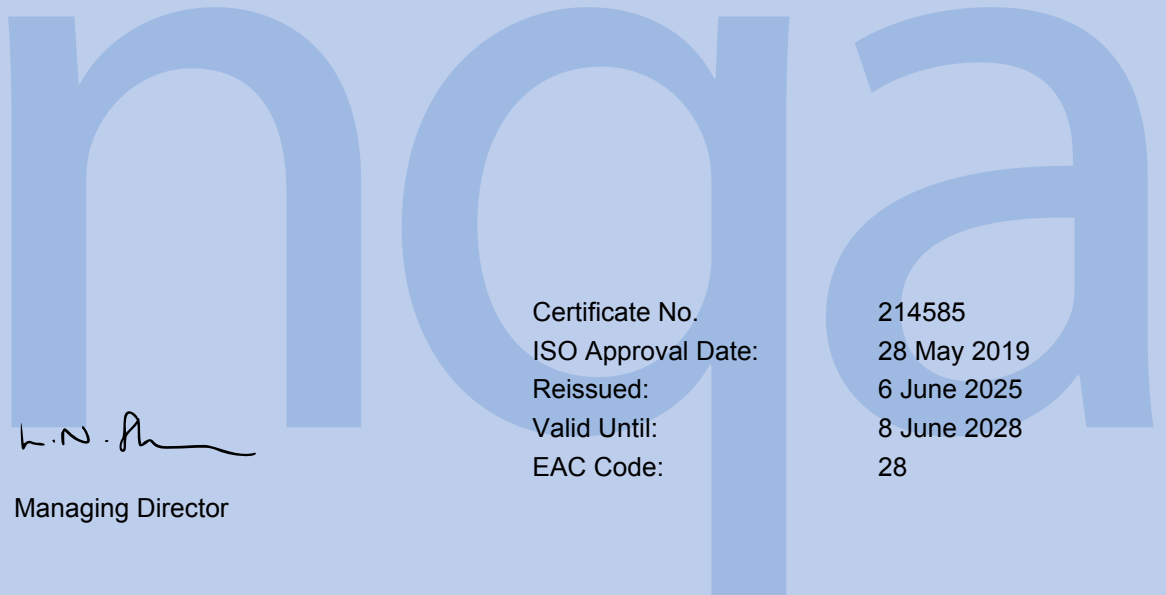 nqa
Certificate No. 214585
ISO Approval Date: 28 May 2019
Reissued: 6 June 2025
Valid Until: 8 June 2028
EAC Code: 28
L.N.
Managing Director